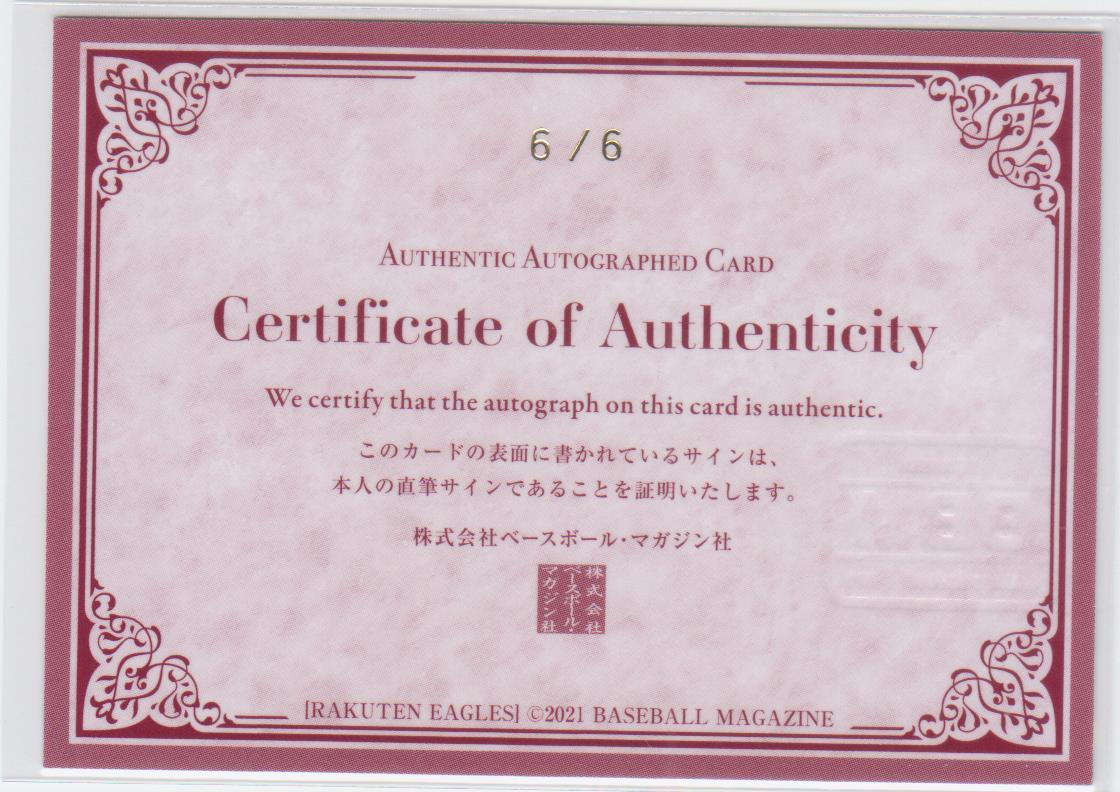 6/6
AUTHENTIC AUTOGRAPHED CARD
Certificate of Authenticity
We certify that the autograph on this card is authentic.
このカードの表面に書かれているサインは、
本人の直筆サインであることを証明いたします。
株式会社ベースボール・マガジン社
株式会社
ベースボール・
マガジン社
[RAKUTEN EAGLES] ©2021 BASEBALL MAGAZINE